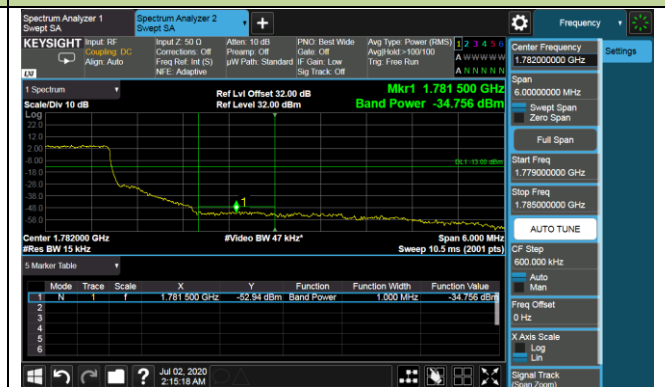 Spectrum Analyzer 1
Swept SA
Spectrum Analyzer 2
Swept SA
Frequency
KEYSIGHT
Input: RF
Coupling: DC
Align: Auto
Input Z: 50 Ω
Corrections: Off
Freq Ref: Int (S)
NFE: Adaptive
Atten: 10 dB
Preamp: Off
µW Path: Standard
PNO: Best Wide
Gate: Off
IF Gain: Low
Sig Track: Off
Avg Type: Power (RMS)
Avg|Hold:>100/100
Trig: Free Run
1 2 3 4 5 6
A W W W W W
A N N N N N
LXI
1 Spectrum
Scale/Div 10 dB
Ref Lvl Offset 32.00 dB
Ref Level 32.00 dBm
Mkr1 1.781 500 GHz
Band Power -34.756 dBm
Log
22.0
12.0
2.00
-8.00
-18.0
-28.0
-38.0
-48.0
-58.0
DL1 -13.00 dBm
1
Center 1.782000 GHz
#Res BW 15 kHz
#Video BW 47 kHz*
Span 6.000 MHz
Sweep 10.5 ms (2001 pts)
5 Marker Table
Mode Trace Scale X Y Function Function Width Function Value
1 N 1 f 1.781 500 GHz -52.94 dBm Band Power 1.000 MHz -34.756 dBm
2
3
4
5
6
Jul 02, 2020
2:15:18 AM
Center Frequency
1.782000000 GHz
Settings
Span
6.00000000 MHz
Swept Span
Zero Span
Full Span
Start Freq
1.779000000 GHz
Stop Freq
1.785000000 GHz
AUTO TUNE
CF Step
600.000 kHz
Auto
Man
Freq Offset
0 Hz
X Axis Scale
Log
Lin
Signal Track
(Span Zoom)